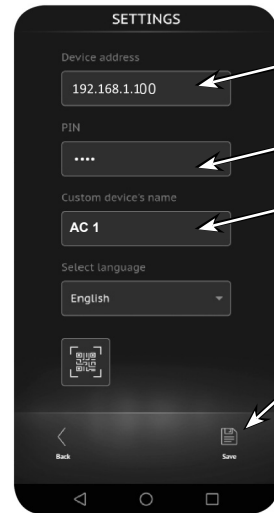 SETTINGS
Device address
192.168.1.100
PIN
••••
Custom device's name
AC 1
Select language
English
Back
Save